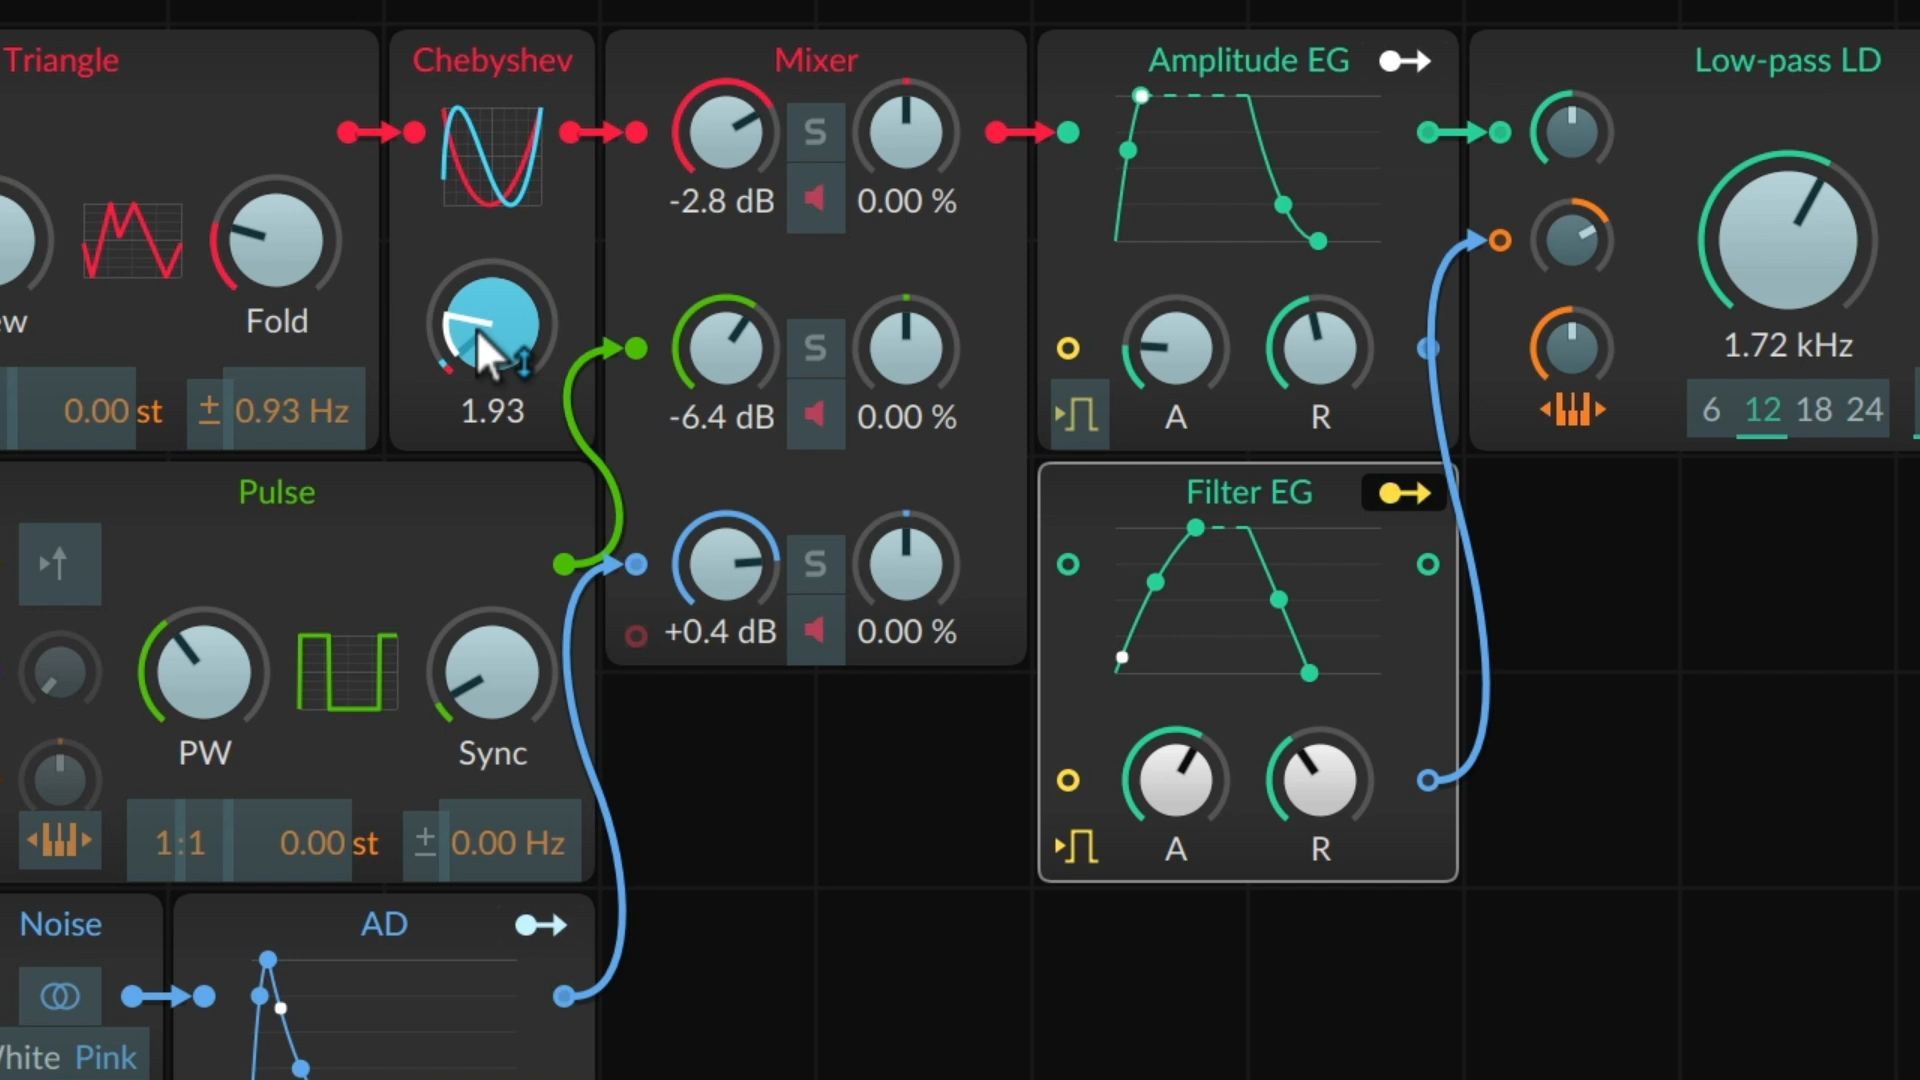 Triangle
Fold
ew
0.00 st
± 0.93 Hz
Chebyshev
1.93
Mixer
S
-2.8 dB
0.00 %
S
-6.4 dB
0.00 %
S
+0.4 dB
0.00 %
Amplitude EG
A
R
Low-pass LD
1.72 kHz
6 12 18 24
Pulse
PW
Sync
1:1
0.00 st
± 0.00 Hz
Filter EG
A
R
Noise
hite Pink
AD